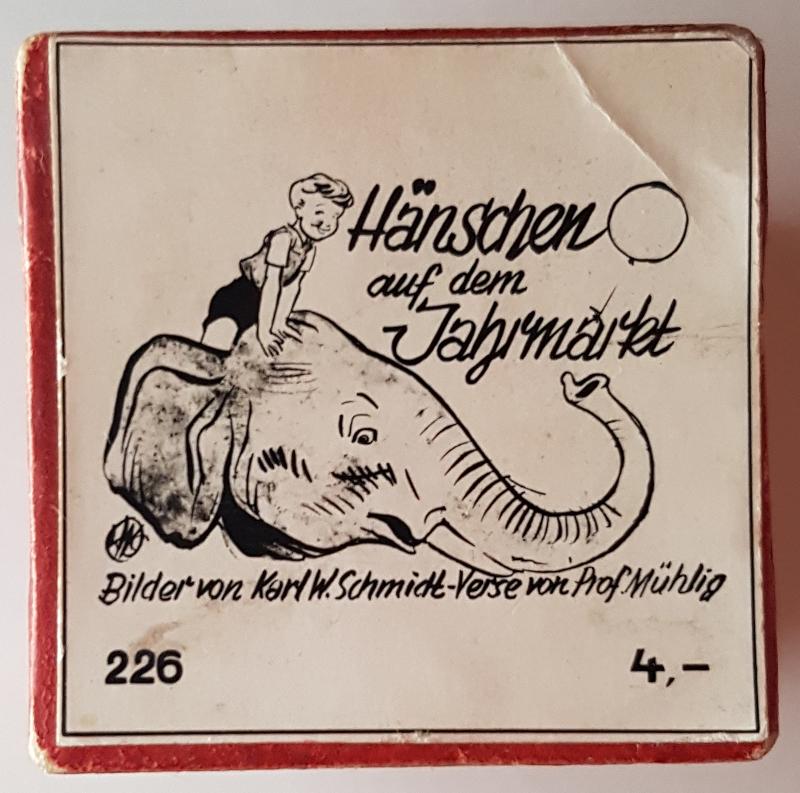 Hänschen
auf dem
Jahrmarkt
Bilder von Karl W. Schmidt-Verse von Prof. Mühlig
226 4,–